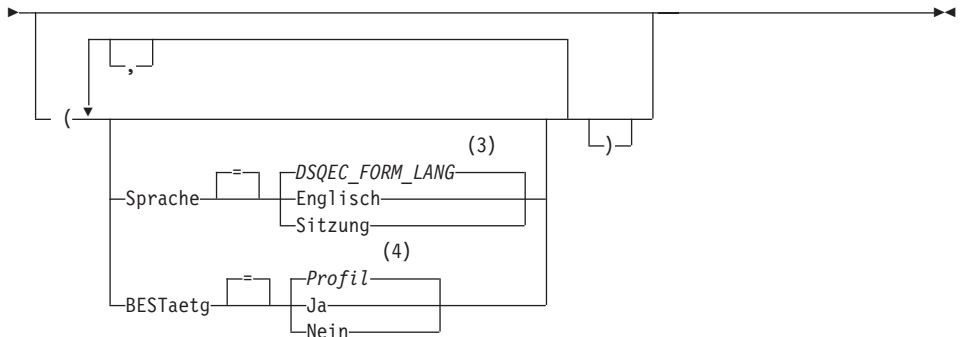 ,
(
)
(3)
= DSQEC_FORM_LANG
Sprache Englisch
Sitzung
(4)
= Profil
BESTaetg Ja
Nein